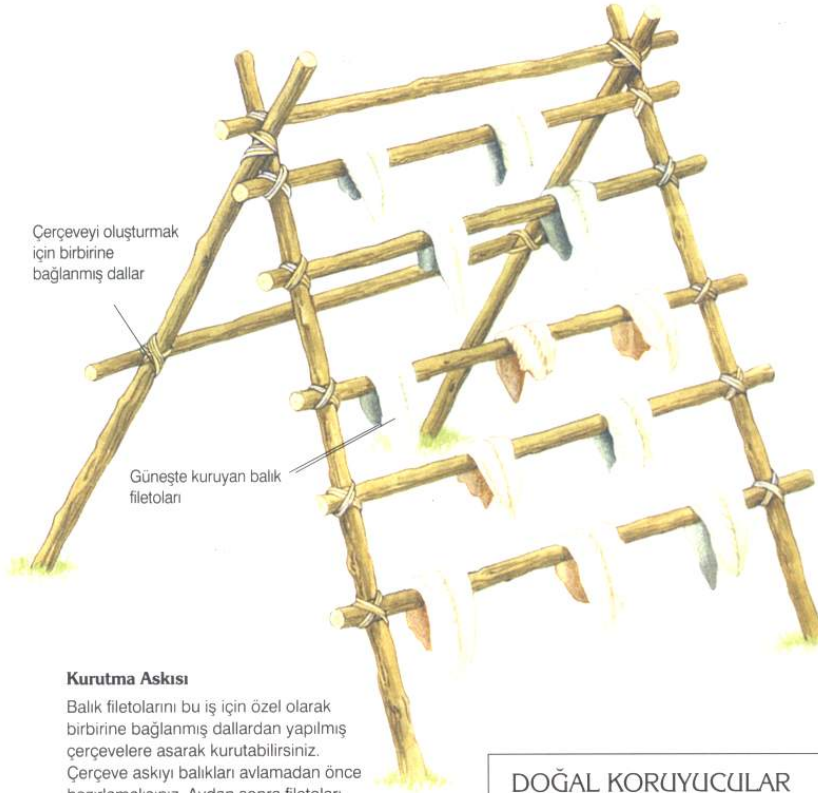 Çerçeveyi oluşturmak
için birbirine
bağlanmış dallar
Güneşte kuruyan balık
filetoları
Kurutma Askısı
Balık filetolarını bu iş için özel olarak
birbirine bağlanmış dallardan yapılmış
çerçevelere asarak kurutabilirsiniz.
Çerçeve askıyı balıkları avlamadan önce
DOĞAL KORUYUCULAR